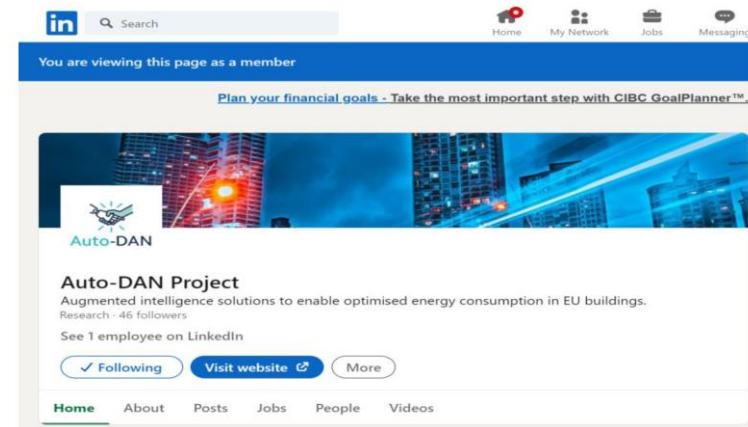 in
Search
Home
My Network
Jobs
Messaging
You are viewing this page as a member
Plan your financial goals - Take the most important step with CIBC GoalPlanner™.
Auto-DAN
Auto-DAN Project
Augmented intelligence solutions to enable optimised energy consumption in EU buildings.
Research · 46 followers
See 1 employee on LinkedIn
Following
Visit website
More
Home
About
Posts
Jobs
People
Videos